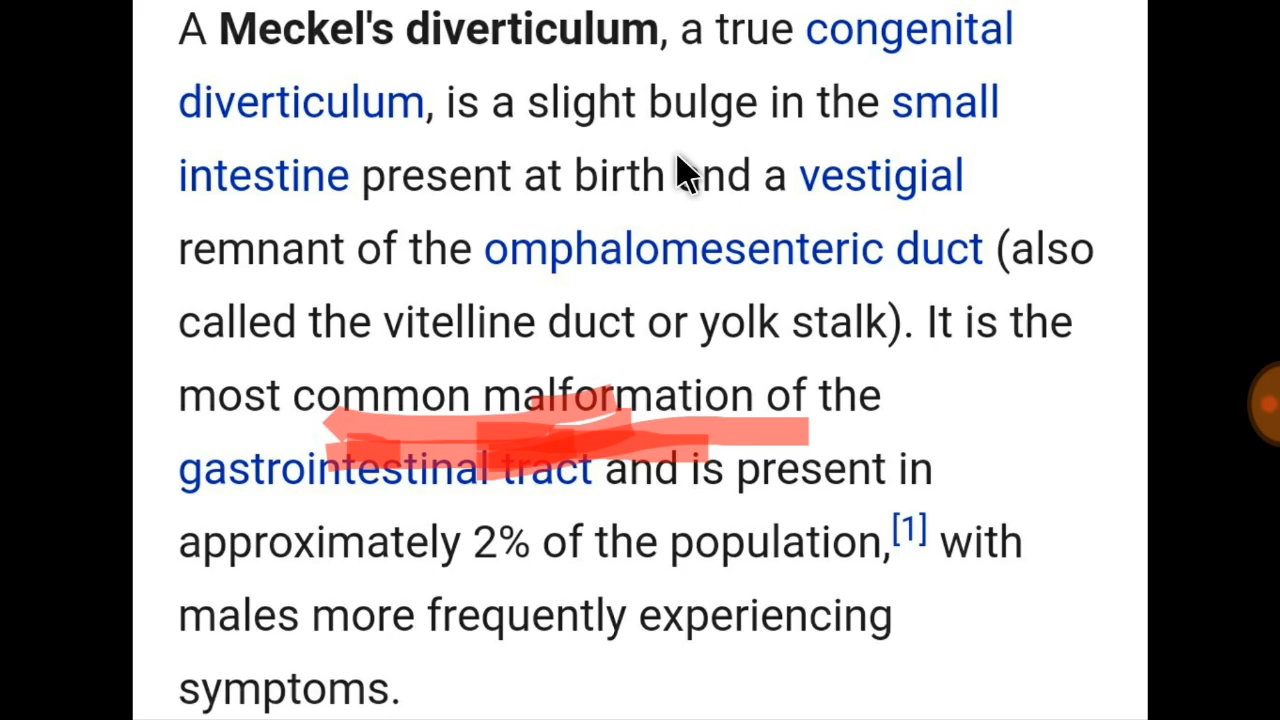 A Meckel's diverticulum, a true congenital
diverticulum, is a slight bulge in the small
intestine present at birth and a vestigial
remnant of the omphalomesenteric duct (also
called the vitelline duct or yolk stalk). It is the
most common malformation of the
gastrointestinal tract and is present in
approximately 2% of the population,[1] with
males more frequently experiencing
symptoms.